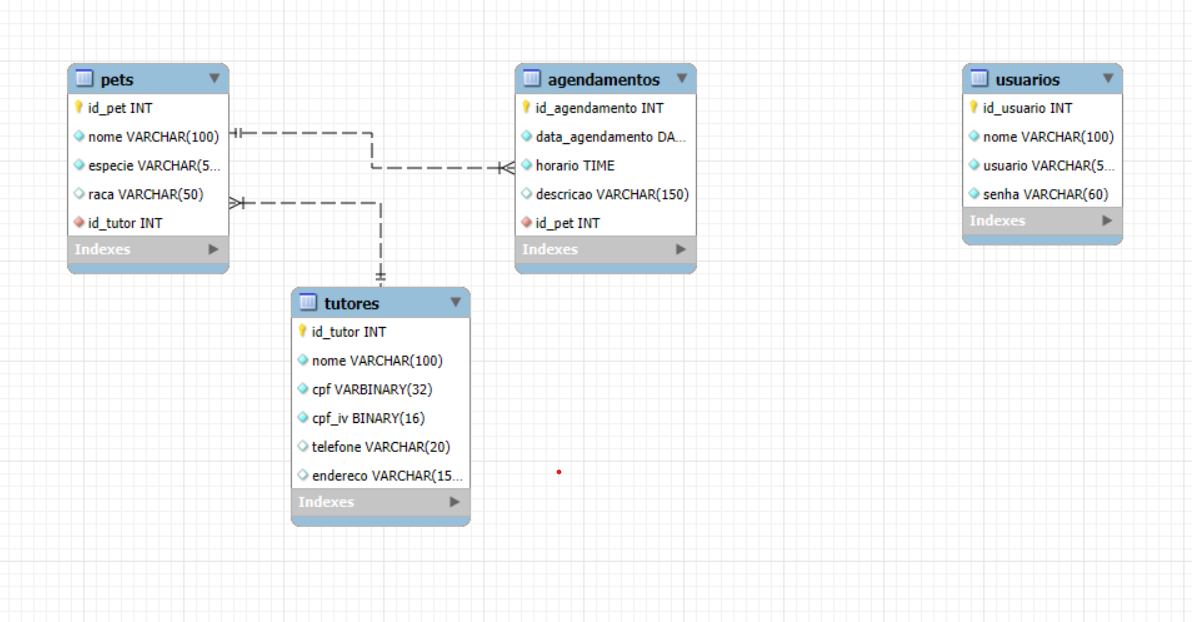 pets
id_pet INT
nome VARCHAR(100)
especie VARCHAR(5...
raca VARCHAR(50)
id_tutor INT
Indexes
agendamentos
id_agendamento INT
data_agendamento DA...
horario TIME
descricao VARCHAR(150)
id_pet INT
Indexes
usuarios
id_usuario INT
nome VARCHAR(100)
usuario VARCHAR(5...
senha VARCHAR(60)
Indexes
tutores
id_tutor INT
nome VARCHAR(100)
cpf VARBINARY(32)
cpf_iv BINARY(16)
telefone VARCHAR(20)
endereco VARCHAR(15...
Indexes